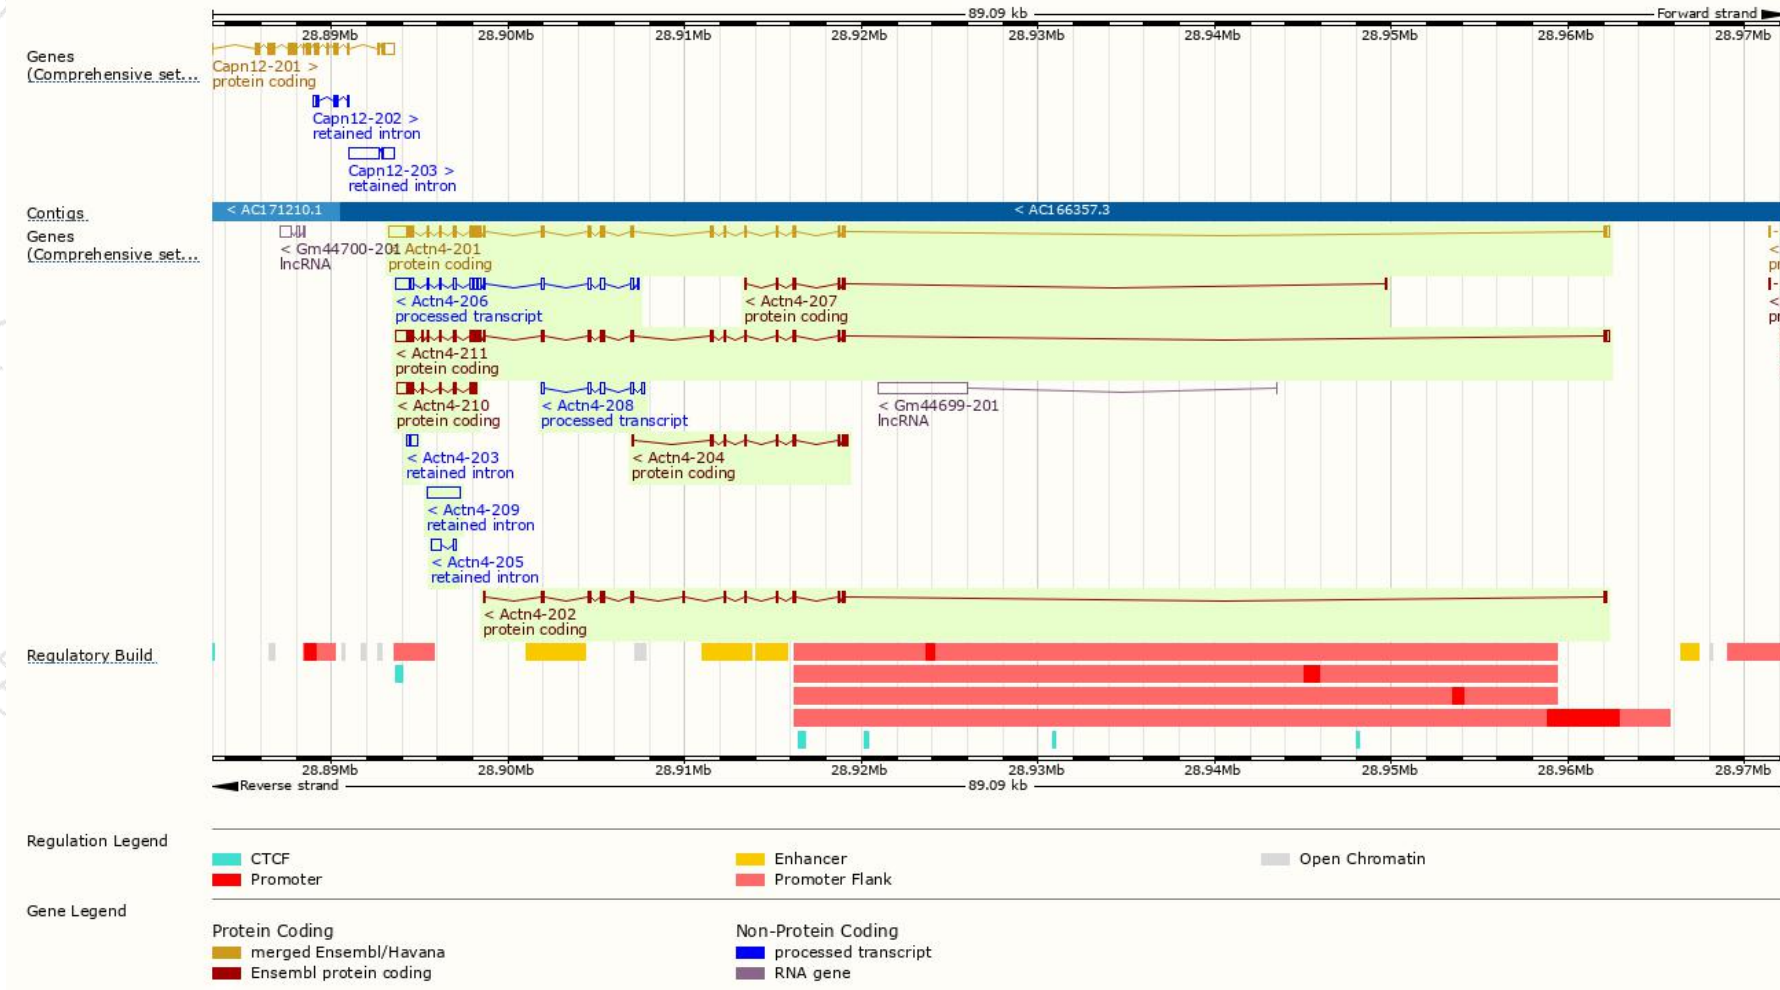 89.09 kb Forward strand
28.89Mb 28.90Mb 28.91Mb 28.92Mb 28.93Mb 28.94Mb 28.95Mb 28.96Mb 28.97Mb
Genes
(Comprehensive set...
Capn12-201 >
protein coding
Capn12-202 >
retained intron
Capn12-203 >
retained intron
Contigs
< AC171210.1 < AC166357.3
Genes
(Comprehensive set...
< Gm44700-201 < Actn4-201 <
lncRNA protein coding pr
< Actn4-206 < Actn4-207 <
processed transcript protein coding pr
< Actn4-211
protein coding
< Actn4-210 < Actn4-208 < Gm44699-201
protein coding processed transcript lncRNA
< Actn4-203 < Actn4-204
retained intron protein coding
< Actn4-209
retained intron
< Actn4-205
retained intron
< Actn4-202
protein coding
Regulatory Build
28.89Mb 28.90Mb 28.91Mb 28.92Mb 28.93Mb 28.94Mb 28.95Mb 28.96Mb 28.97Mb
Reverse strand 89.09 kb
Regulation Legend
CTCF Enhancer Open Chromatin
Promoter Promoter Flank
Gene Legend
Protein Coding Non-Protein Coding
merged Ensembl/Havana processed transcript
Ensembl protein coding RNA gene